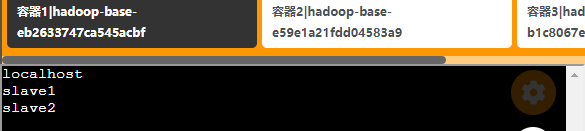 容器1|hadoop-base-
eb2633747ca545acbf
容器2|hadoop-base-
e59e1a21fdd04583a9
容器3|hadoop-
b1c8067e
localhost
slave1
slave2